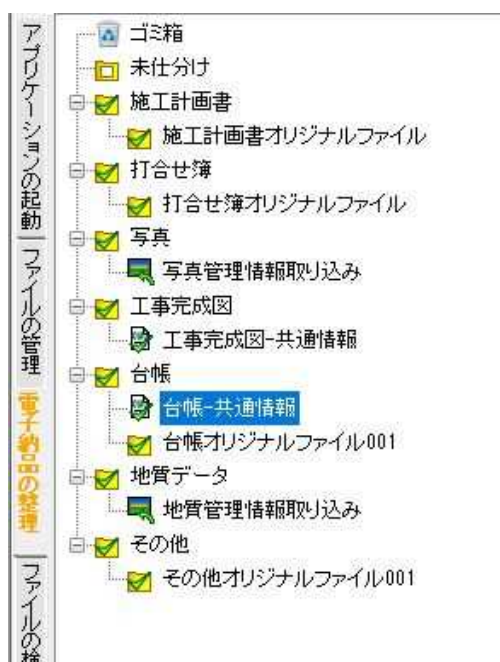 アプリケーションの起動
ファイルの管理
電子納品の整理
ファイルの検
ゴミ箱
未仕分け
施工計画書
施工計画書オリジナルファイル
打合せ簿
打合せ簿オリジナルファイル
写真
写真管理情報取り込み
工事完成図
工事完成図-共通情報
台帳
台帳-共通情報
台帳オリジナルファイル001
地質データ
地質管理情報取り込み
その他
その他オリジナルファイル001